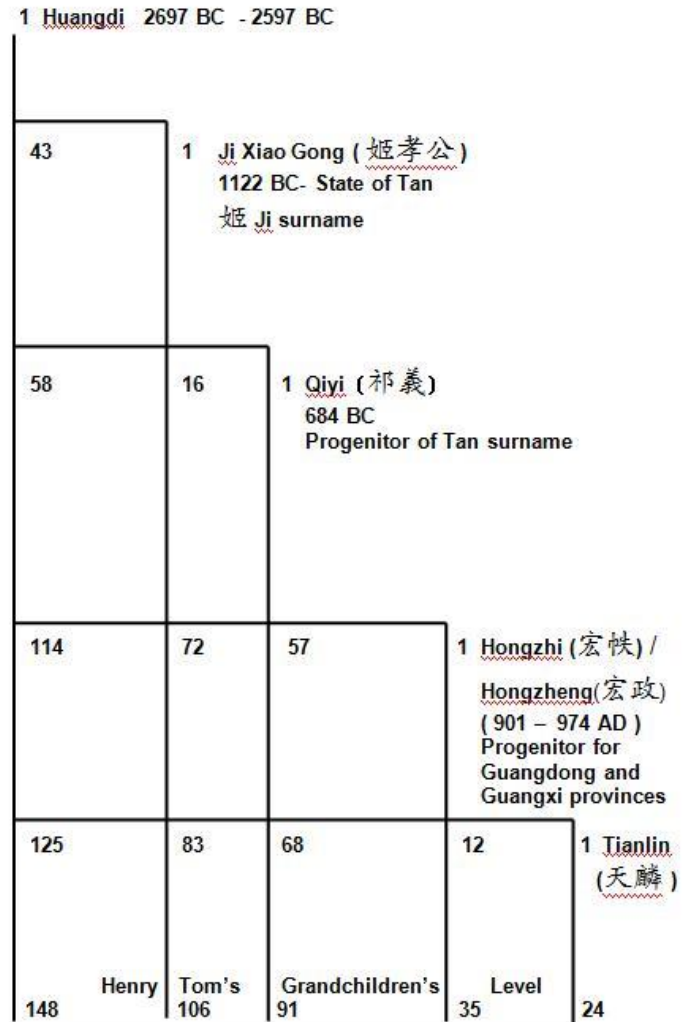 1 Huangdi 2697 BC - 2597 BC
43 1 Ji Xiao Gong (姬孝公)
1122 BC- State of Tan
姬 Ji surname
58 16 1 Qiyi (祁義)
684 BC
Progenitor of Tan surname
114 72 57 1 Hongzhi (宏帙) /
Hongzheng(宏政)
( 901 – 974 AD )
Progenitor for
Guangdong and
Guangxi provinces
125 83 68 12 1 Tianlin
(天麟)
Henry Tom's Grandchildren's Level
148 106 91 35 24